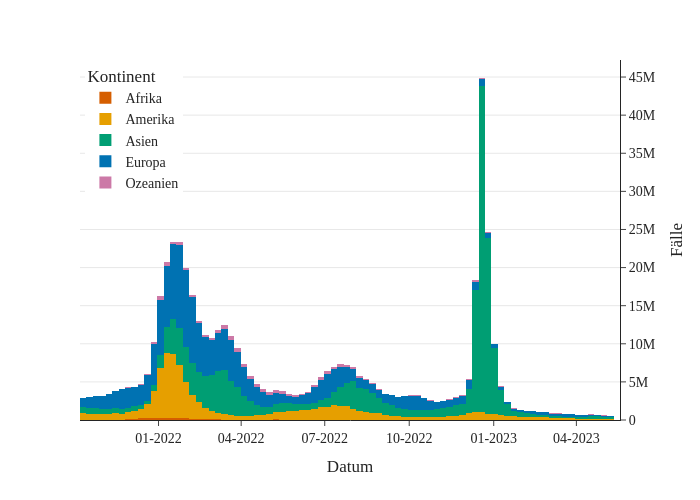 Kontinent
Afrika
Amerika
Asien
Europa
Ozeanien
45M
40M
35M
30M
25M
20M
15M
10M
5M
0
Fälle
01-2022 04-2022 07-2022 10-2022 01-2023 04-2023
Datum